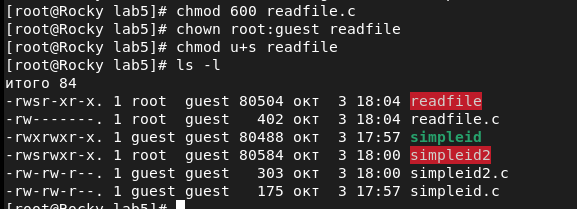 [root@Rocky lab5]# chmod 600 readfile.c
[root@Rocky lab5]# chown root:guest readfile
[root@Rocky lab5]# chmod u+s readfile
[root@Rocky lab5]# ls -l
итого 84
-rwsr-xr-x. 1 root  guest 80504 окт  3 18:04 readfile
-rw-------. 1 root  guest   402 окт  3 18:04 readfile.c
-rwxrwxr-x. 1 guest guest 80488 окт  3 17:57 simpleid
-rwsrwxr-x. 1 root  guest 80584 окт  3 18:00 simpleid2
-rw-rw-r--. 1 guest guest   303 окт  3 18:00 simpleid2.c
-rw-rw-r--. 1 guest guest   175 окт  3 17:57 simpleid.c
[root@Rocky lab5]#